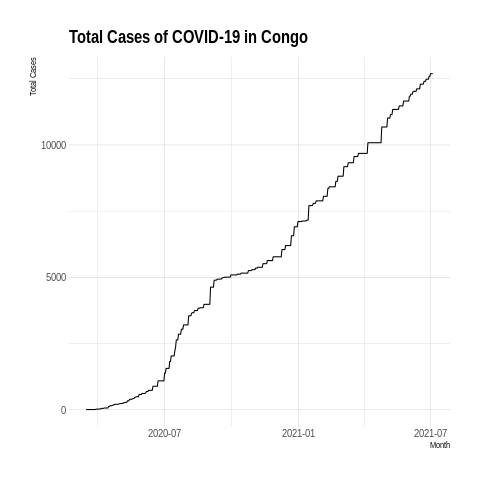 Total Cases of COVID-19 in Congo
Total Cases
10000
5000
0
2020-07
2021-01
2021-07
Month